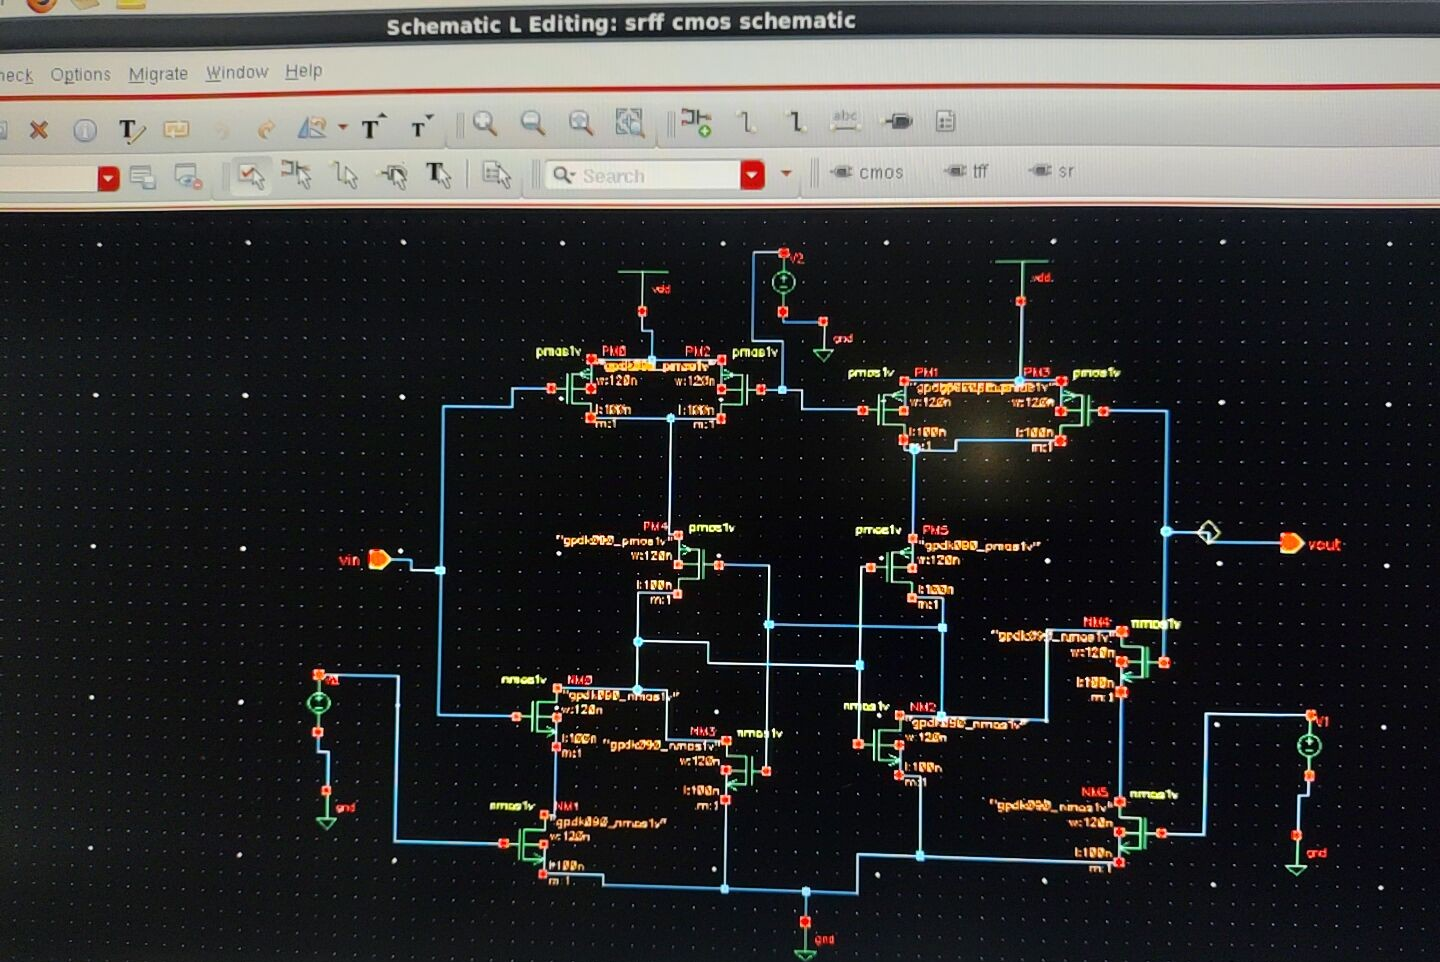 Schematic L Editing: srff cmos schematic
Options Migrate Window Help
abc
Search
cmos tff sr
V2
vdd
vdd
gnd
pmos1v PM0 PM2 pmos1v
w:120n w:120n
l:100n l:100n
m:1 m:1
pmos1v PM1 PM3 pmos1v
w:120n w:120n
l:100n l:100n
m:1 m:1
PM4 pmos1v
"gpdk090_pmos1v"
w:120n
l:100n
m:1
pmos1v PM5
"gpdk090_pmos1v"
w:120n
l:100n
m:1
vin
vout
NM4 nmos1v
"gpdk090_nmos1v"
w:120n
l:100n
m:1
nmos1v NM0
"gpdk090_nmos1v"
w:120n
l:100n
m:1
NM3 nmos1v
"gpdk090_nmos1v"
w:120n
l:100n
m:1
nmos1v NM2
"gpdk090_nmos1v"
w:120n
l:100n
m:1
V1
gnd
nmos1v NM1
"gpdk090_nmos1v"
w:120n
l:100n
m:1
NM5 nmos1v
"gpdk090_nmos1v"
w:120n
l:100n
m:1
gnd
gnd